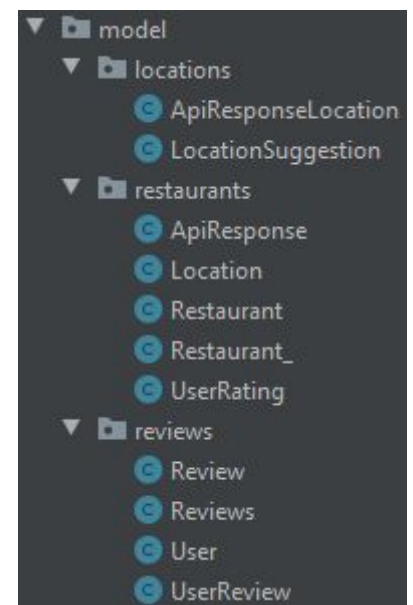 model
locations
C ApiResponseLocation
C LocationSuggestion
restaurants
C ApiResponse
C Location
C Restaurant
C Restaurant_
C UserRating
reviews
C Review
C Reviews
C User
C UserReview